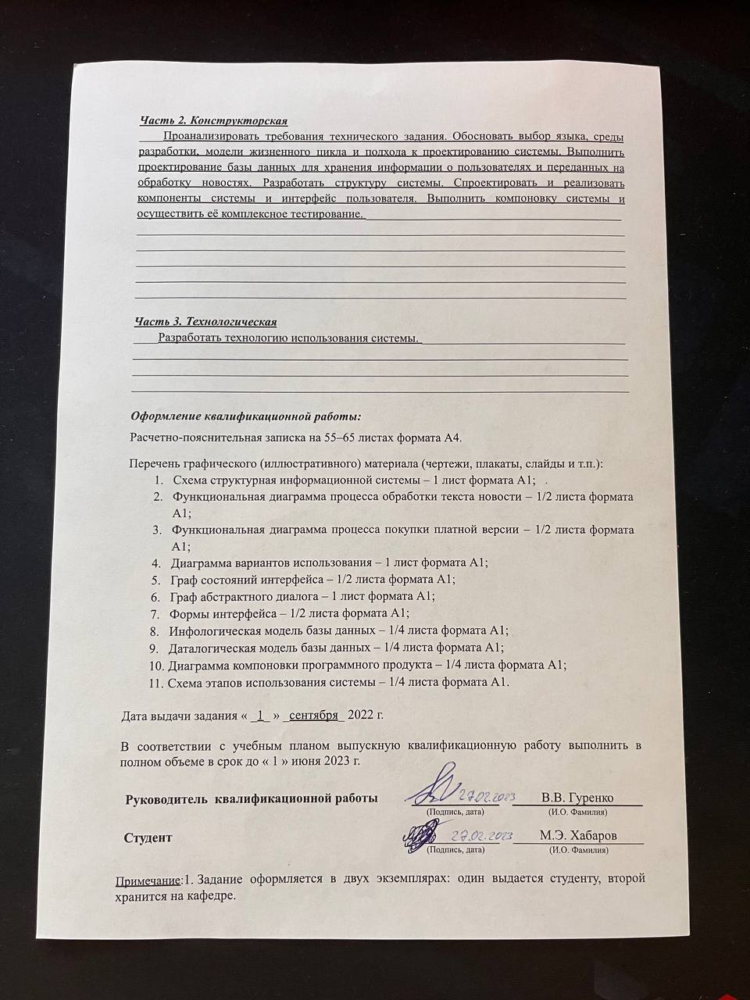 Часть 2. Конструкторская
Проанализировать требования технического задания. Обосновать выбор языка, среды
разработки, модели жизненного цикла и подхода к проектированию системы. Выполнить
проектирование базы данных для хранения информации о пользователях и переданных на
обработку новостях. Разработать структуру системы. Спроектировать и реализовать
компоненты системы и интерфейс пользователя. Выполнить компоновку системы и
осуществить её комплексное тестирование.
Часть 3. Технологическая
Разработать технологию использования системы.
Оформление квалификационной работы:
Расчетно-пояснительная записка на 55–65 листах формата А4.
Перечень графического (иллюстративного) материала (чертежи, плакаты, слайды и т.п.):
1. Схема структурная информационной системы – 1 лист формата А1; .
2. Функциональная диаграмма процесса обработки текста новости – 1/2 листа формата
А1;
3. Функциональная диаграмма процесса покупки платной версии – 1/2 листа формата
А1;
4. Диаграмма вариантов использования – 1 лист формата А1;
5. Граф состояний интерфейса – 1/2 листа формата А1;
6. Граф абстрактного диалога – 1 лист формата А1;
7. Формы интерфейса – 1/2 листа формата А1;
8. Инфологическая модель базы данных – 1/4 листа формата А1;
9. Даталогическая модель базы данных – 1/4 листа формата А1;
10. Диаграмма компоновки программного продукта – 1/4 листа формата А1;
11. Схема этапов использования системы – 1/4 листа формата А1.
Дата выдачи задания « _1_ » _сентября_ 2022 г.
В соответствии с учебным планом выпускную квалификационную работу выполнить в
полном объеме в срок до « 1 » июня 2023 г.
Руководитель квалификационной работы 27.02.2023 В.В. Гуренко
(Подпись, дата) (И.О. Фамилия)
Студент 27.02.2023 М.Э. Хабаров
(Подпись, дата) (И.О. Фамилия)
Примечание:1. Задание оформляется в двух экземплярах: один выдается студенту, второй
хранится на кафедре.